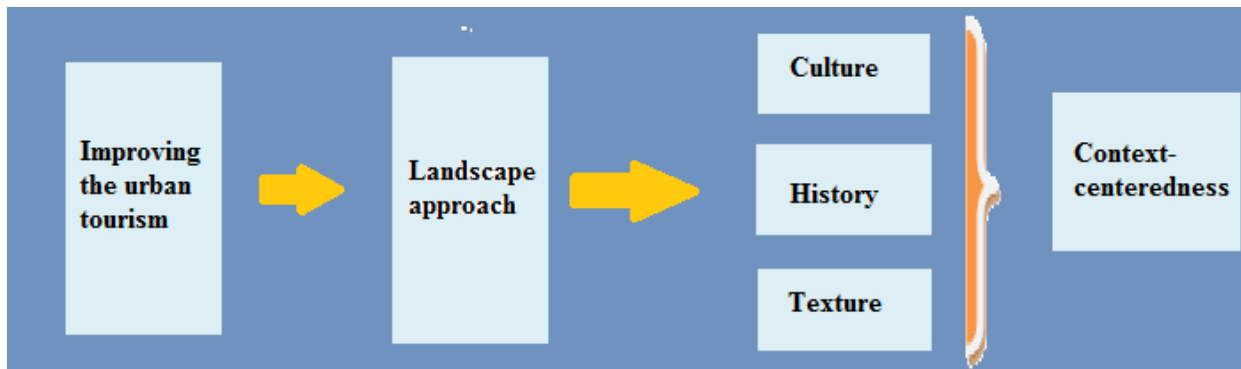 Improving
the urban
tourism
Landscape
approach
Culture
History
Texture
Context-
centeredness